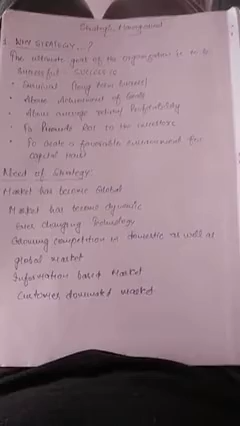 Strategic Management
1. WHY STRATEGY...?
The ultimate goal of the organization is to be
Successful. Success is
• Survival (long term survival)
• Above Achievement of Goals
• Above average return/Profitability
• To Provide RoI to the investors
• To create a favorable environment for
capital
Need of Strategy:
Market has become Global
Market has become dynamic
Ever changing Technology
Growing competition in domestic as well as
global market
Information based Market
Customer dominated market